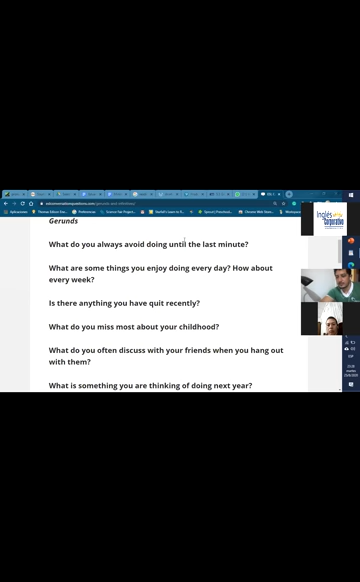 Gerunds
What do you always avoid doing until the last minute?
What are some things you enjoy doing every day? How about
every week?
Is there anything you have quit recently?
What do you miss most about your childhood?
What do you often discuss with your friends when you hang out
with them?
What is something you are thinking of doing next year?
Inglés
Corporativo